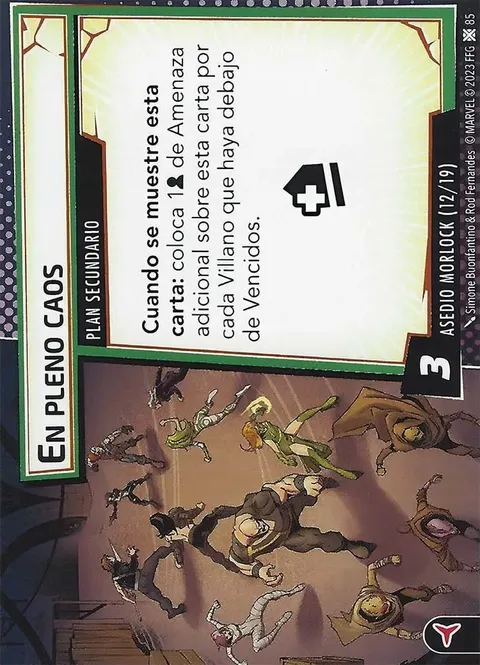 EN PLENO CAOS
PLAN SECUNDARIO
Cuando se muestre esta
carta: coloca 1 de Amenaza
adicional sobre esta carta por
cada Villano que haya debajo
de Vencidos.
3
ASEDIO MORLOCK (12/19)
Simone Buonfantino & Rod Fernandes © MARVEL © 2023 FFG 85